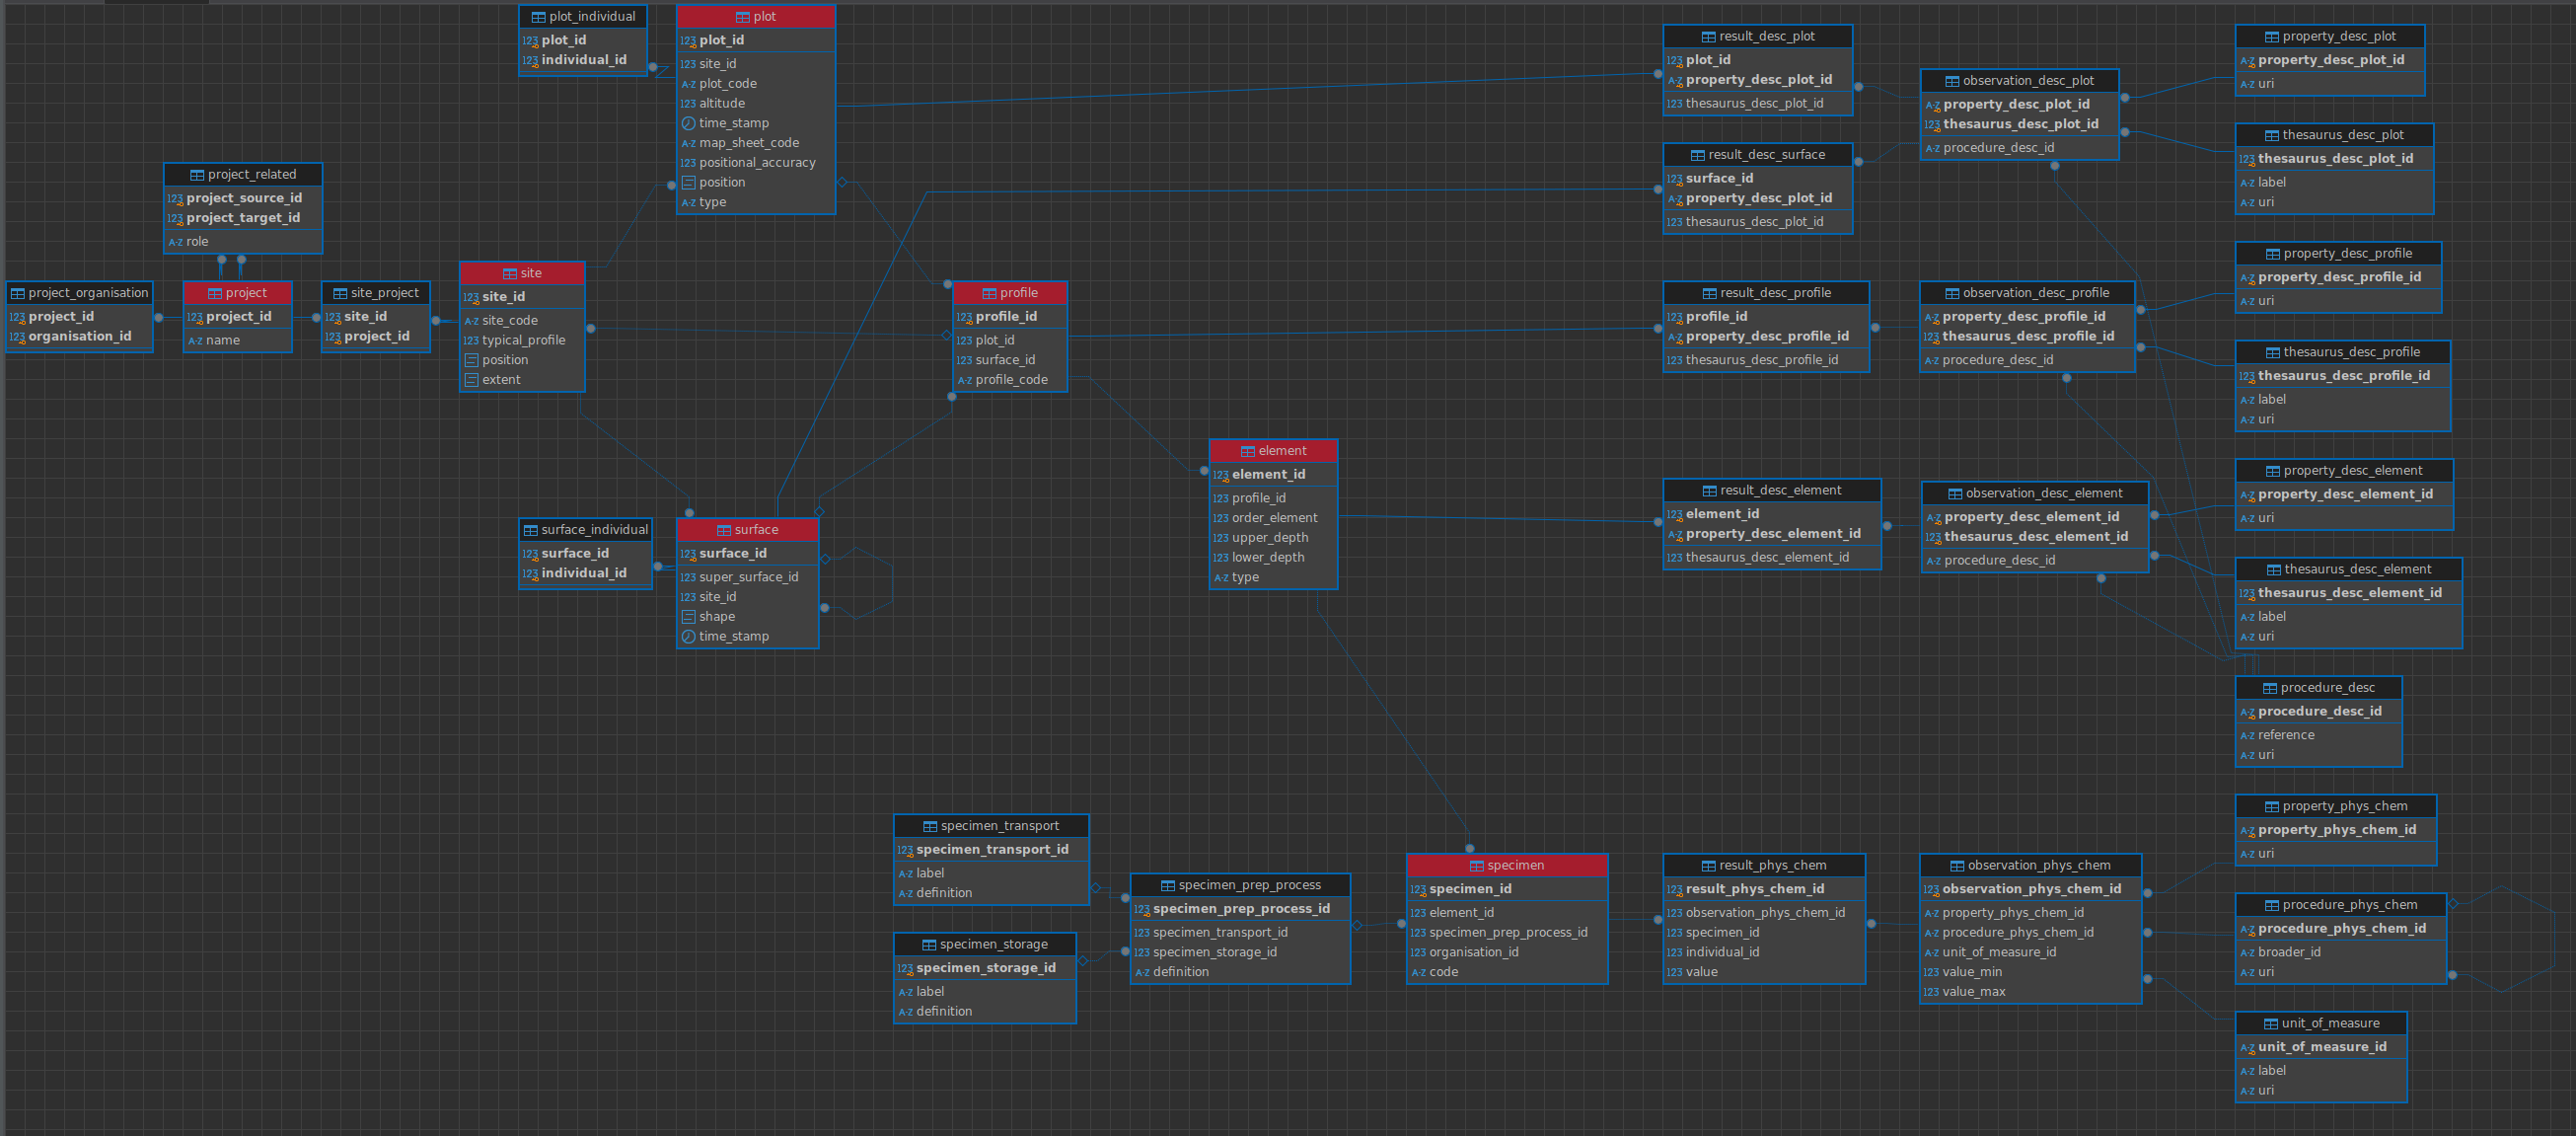 plot_individual
plot_id
individual_id
plot
plot_id
site_id
plot_code
altitude
time_stamp
map_sheet_code
positional_accuracy
position
type
project_related
project_source_id
project_target_id
role
project_organisation
project_id
organisation_id
project
project_id
name
site_project
site_id
project_id
site
site_id
site_code
typical_profile
position
extent
profile
profile_id
plot_id
surface_id
profile_code
surface_individual
surface_id
individual_id
surface
surface_id
super_surface_id
site_id
shape
time_stamp
element
element_id
profile_id
order_element
upper_depth
lower_depth
type
specimen_transport
specimen_transport_id
label
definition
specimen_storage
specimen_storage_id
label
definition
specimen_prep_process
specimen_prep_process_id
specimen_transport_id
specimen_storage_id
definition
specimen
specimen_id
element_id
specimen_prep_process_id
organisation_id
code
result_desc_plot
plot_id
property_desc_plot_id
thesaurus_desc_plot_id
result_desc_surface
surface_id
property_desc_plot_id
thesaurus_desc_plot_id
result_desc_profile
profile_id
property_desc_profile_id
thesaurus_desc_profile_id
result_desc_element
element_id
property_desc_element_id
thesaurus_desc_element_id
result_phys_chem
result_phys_chem_id
observation_phys_chem_id
specimen_id
individual_id
value
observation_desc_plot
property_desc_plot_id
thesaurus_desc_plot_id
procedure_desc_id
observation_desc_profile
property_desc_profile_id
thesaurus_desc_profile_id
procedure_desc_id
observation_desc_element
property_desc_element_id
thesaurus_desc_element_id
procedure_desc_id
observation_phys_chem
observation_phys_chem_id
property_phys_chem_id
procedure_phys_chem_id
unit_of_measure_id
value_min
value_max
property_desc_plot
property_desc_plot_id
uri
thesaurus_desc_plot
thesaurus_desc_plot_id
label
uri
property_desc_profile
property_desc_profile_id
uri
thesaurus_desc_profile
thesaurus_desc_profile_id
label
uri
property_desc_element
property_desc_element_id
uri
thesaurus_desc_element
thesaurus_desc_element_id
label
uri
procedure_desc
procedure_desc_id
reference
uri
property_phys_chem
property_phys_chem_id
uri
procedure_phys_chem
procedure_phys_chem_id
broader_id
uri
unit_of_measure
unit_of_measure_id
label
uri